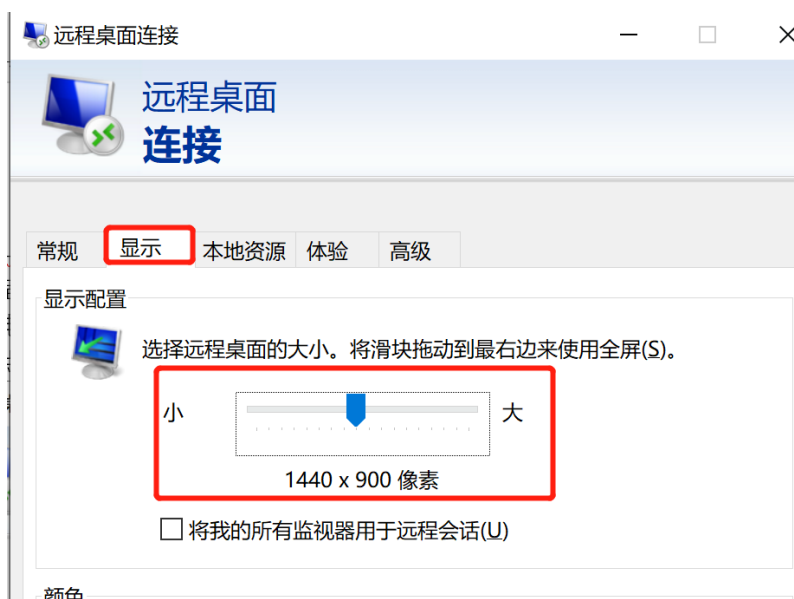 远程桌面连接
远程桌面
连接
常规 显示 本地资源 体验 高级
显示配置
选择远程桌面的大小。将滑块拖动到最右边来使用全屏(S)。
小 大
1440 x 900 像素
将我的所有监视器用于远程会话(U)
颜色